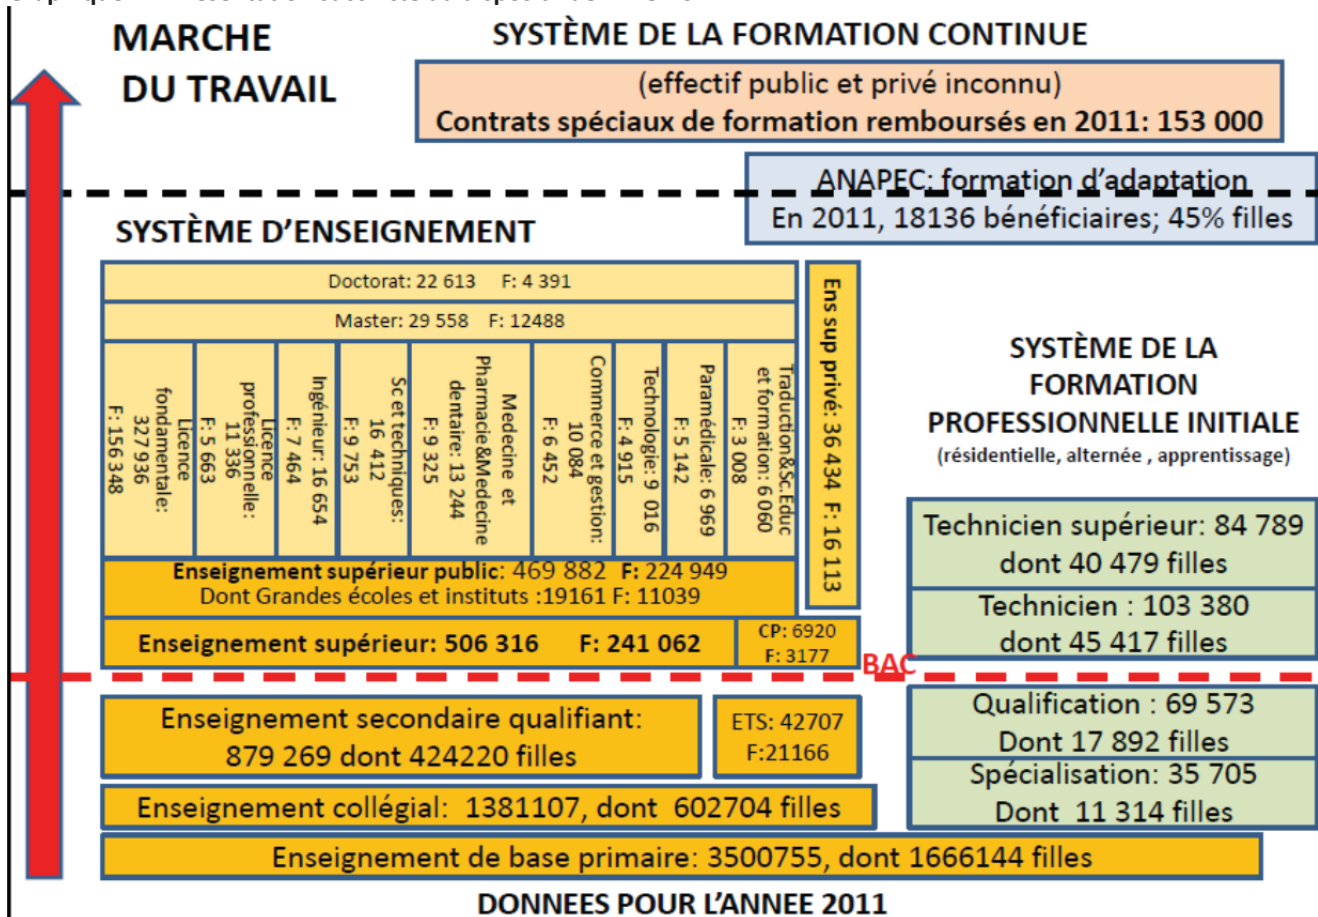 MARCHE
DU TRAVAIL
SYSTÈME DE LA FORMATION CONTINUE
(effectif public et privé inconnu)
Contrats spéciaux de formation remboursés en 2011: 153 000
ANAPEC: formation d'adaptation
En 2011, 18136 bénéficiaires; 45% filles
SYSTÈME D'ENSEIGNEMENT
Doctorat: 22 613 F: 4 391
Master: 29 558 F: 12488
Licence
fondamentale:
327 936
F: 156 348
Licence
professionnelle:
11 336
F: 5 663
Ingénieur: 16 654
F: 7 464
Sc et techniques:
16 412
F: 9 753
Medecine et
Pharmacie&Medecine
dentaire: 13 244
F: 9 325
Commerce et gestion:
10 084
F: 6 452
Technologie: 9 016
F: 4 915
Paramédicale: 6 969
F: 5 142
Traduction&Sc.Educ
et formation: 6 060
F: 3 008
Ens sup privé: 36 434 F: 16 113
Enseignement supérieur public: 469 882 F: 224 949
Dont Grandes écoles et instituts :19161 F: 11039
Enseignement supérieur: 506 316 F: 241 062
CP: 6920
F: 3177
BAC
Enseignement secondaire qualifiant:
879 269 dont 424220 filles
ETS: 42707
F:21166
Enseignement collégial: 1381107, dont 602704 filles
Enseignement de base primaire: 3500755, dont 1666144 filles
SYSTÈME DE LA
FORMATION
PROFESSIONNELLE INITIALE
(résidentielle, alternée , apprentissage)
Technicien supérieur: 84 789
dont 40 479 filles
Technicien : 103 380
dont 45 417 filles
Qualification : 69 573
Dont 17 892 filles
Spécialisation: 35 705
Dont 11 314 filles
DONNEES POUR L'ANNEE 2011